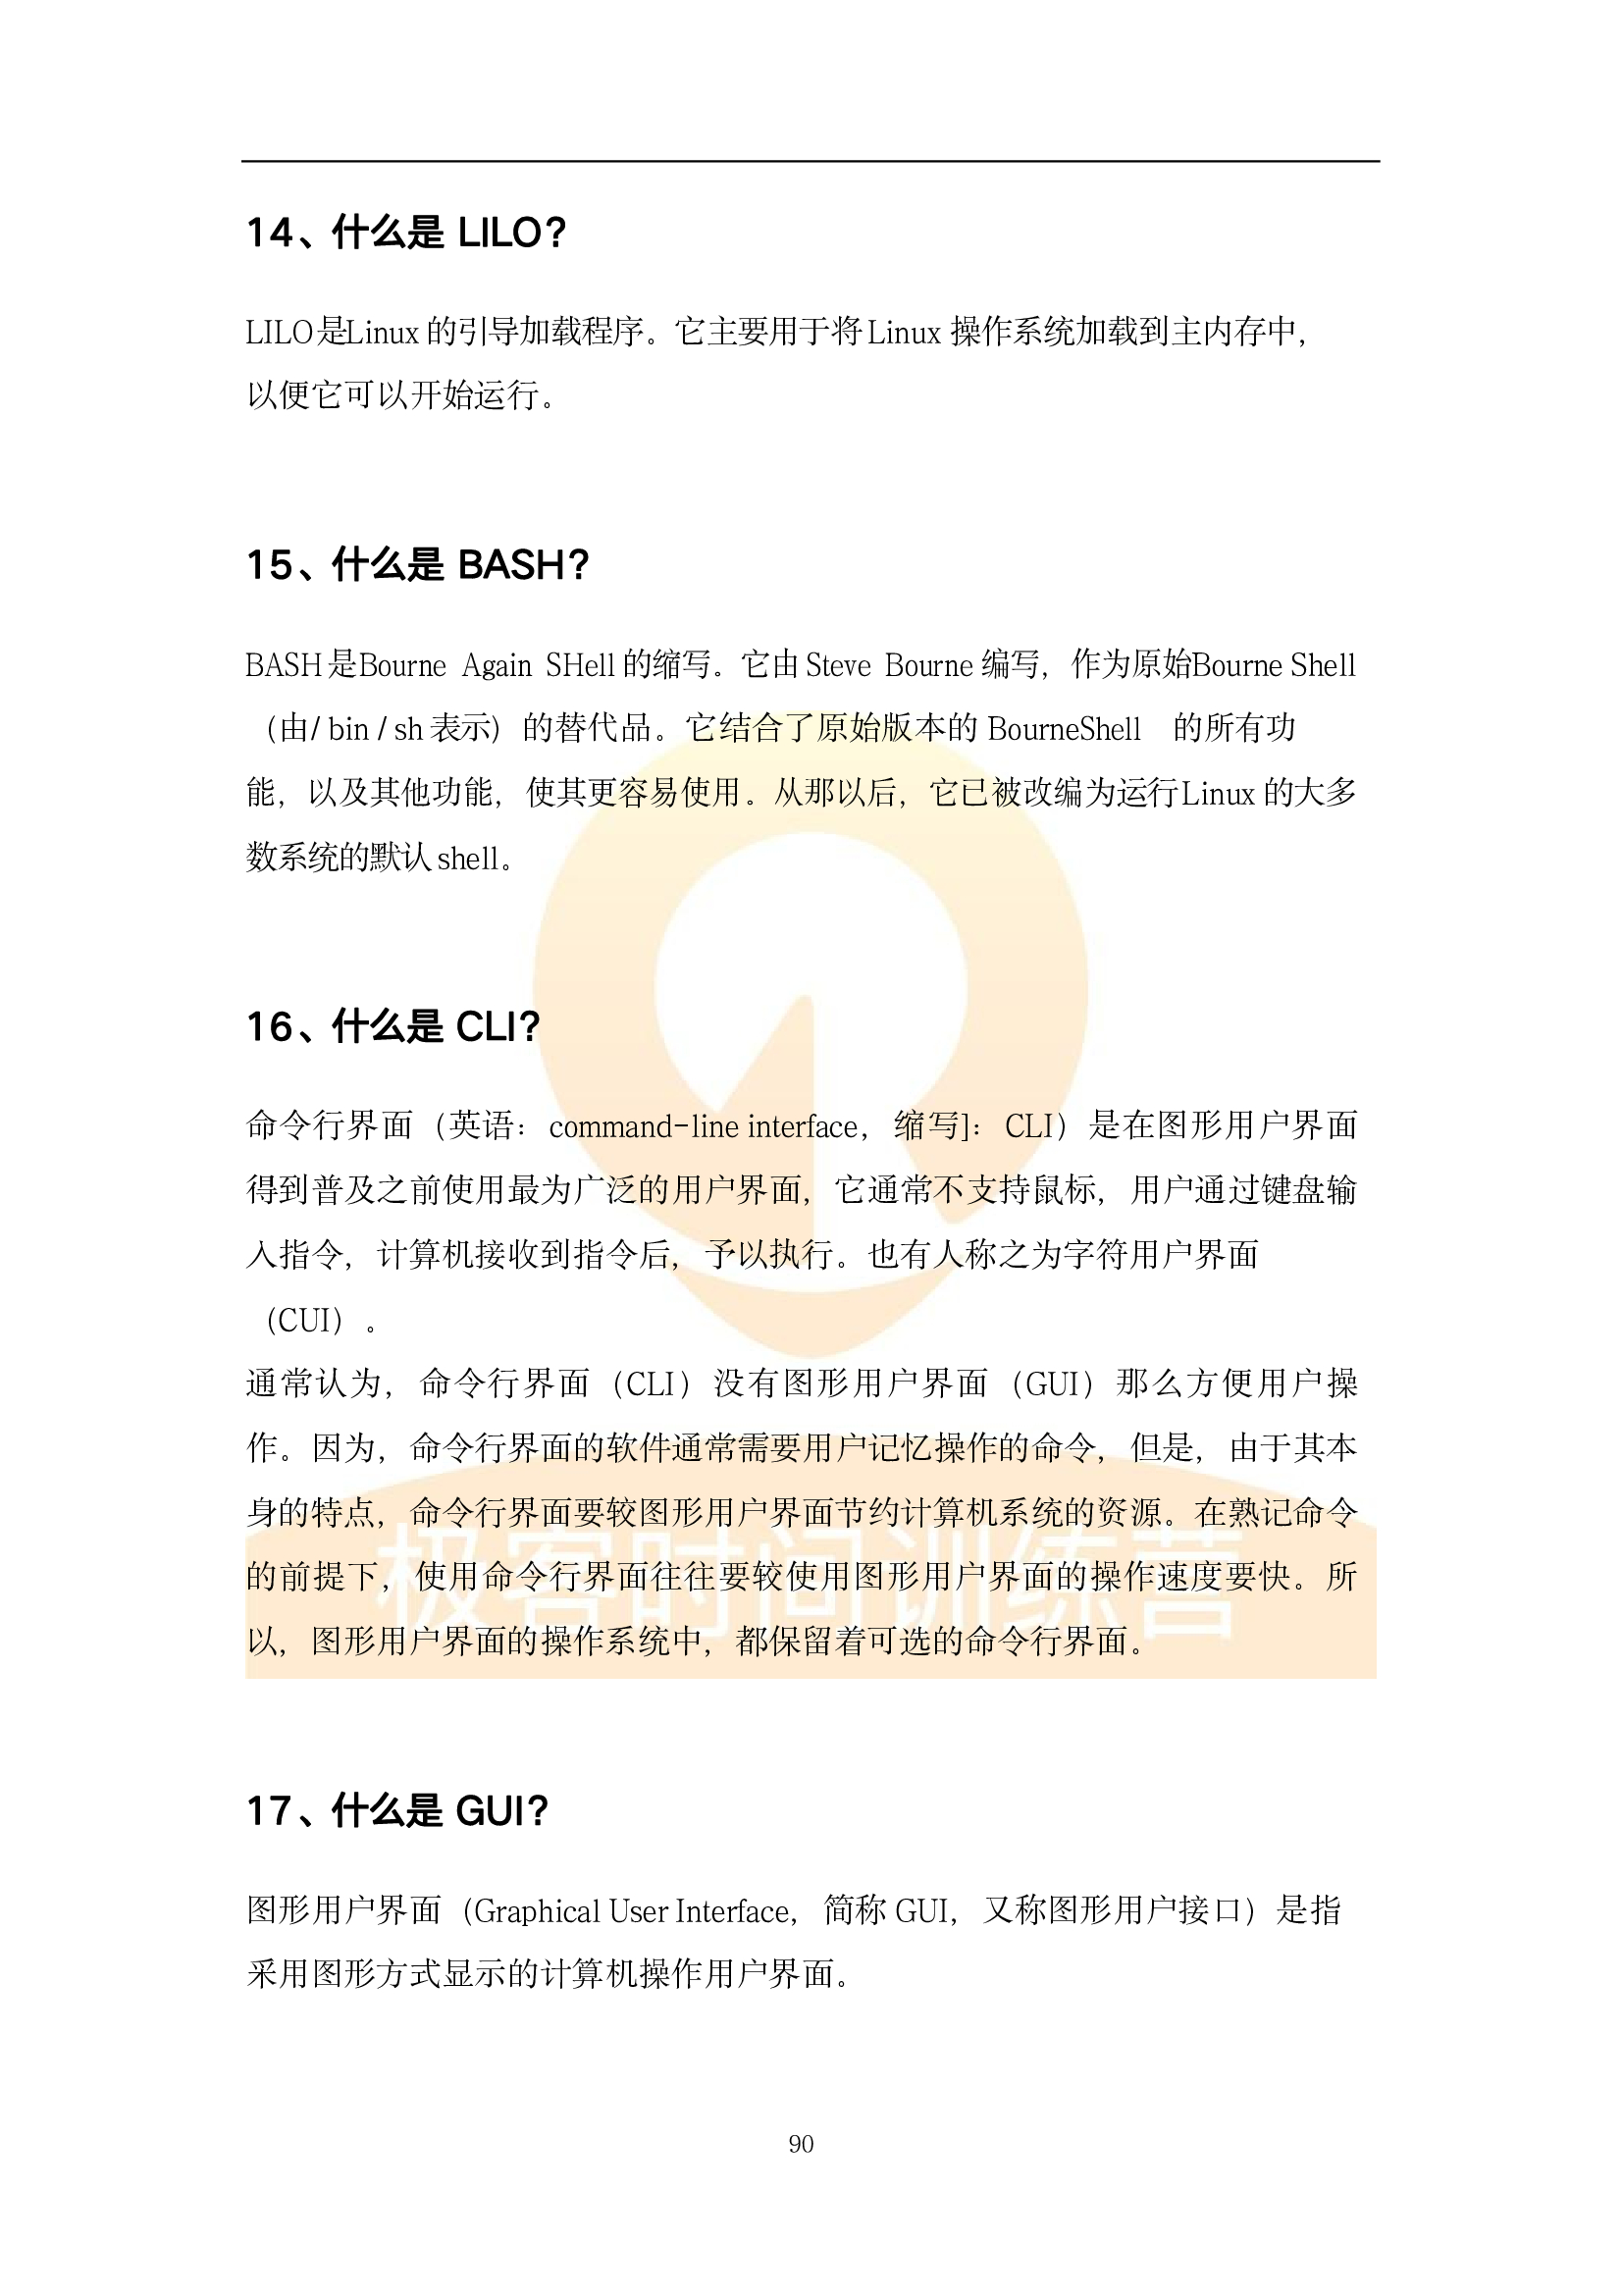 14、什么是 LILO？
LILO是Linux 的引导加载程序。它主要用于将Linux 操作系统加载到主内存中，
以便它可以开始运行。
15、什么是 BASH？
BASH是Bourne Again SHell 的缩写。它由 Steve Bourne 编写，作为原始Bourne Shell
（由/ bin / sh 表示）的替代品。它结合了原始版本的 BourneShell 的所有功
能，以及其他功能，使其更容易使用。从那以后，它已被改编为运行Linux 的大多
数系统的默认 shell。
16、什么是 CLI？
命令行界面（英语：command-line interface，缩写]：CLI）是在图形用户界面
得到普及之前使用最为广泛的用户界面，它通常不支持鼠标，用户通过键盘输
入指令，计算机接收到指令后，予以执行。也有人称之为字符用户界面
（CUI）。
通常认为，命令行界面（CLI）没有图形用户界面（GUI）那么方便用户操
作。因为，命令行界面的软件通常需要用户记忆操作的命令，但是，由于其本
身的特点，命令行界面要较图形用户界面节约计算机系统的资源。在熟记命令
的前提下，使用命令行界面往往要较使用图形用户界面的操作速度要快。所
以，图形用户界面的操作系统中，都保留着可选的命令行界面。
极客时间训练营
17、什么是 GUI？
图形用户界面（Graphical User Interface，简称 GUI，又称图形用户接口）是指
采用图形方式显示的计算机操作用户界面。
90